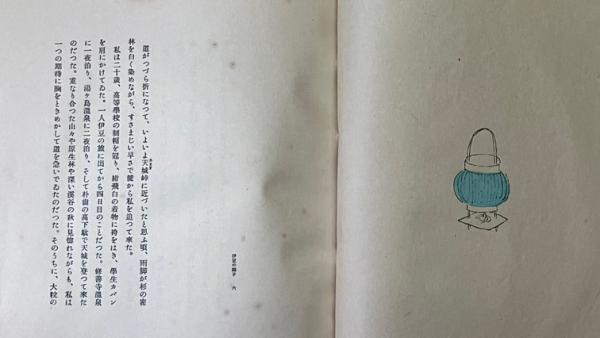 伊豆の踊子 六
道がつづら折になつて、いよいよ天城峠に近づいたと思ふ頃、雨脚が杉の密
林を白く染めながら、すさまじい早さで麓から私を追つて來た。
私は二十歳、高等學校の制帽を冠り、紺飛白の着物に袴をはき、學生カバン
を肩にかけてゐた。一人伊豆の旅に出てから四日目のことだつた。修善寺溫泉
に一夜泊り、湯ヶ島溫泉に二夜泊り、そして朴齒の高下駄で天城を登つて來た
のだつた。重なり合つた山々や原生林や深い溪谷の秋に見惚れながらも、私は
一つの期待に胸をときめかして道を急いでゐたのだつた。そのうちに、大粒の